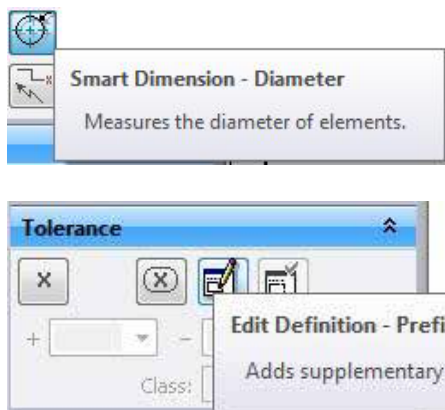 Smart Dimension - Diameter
Measures the diameter of elements.
Tolerance
x (x)
Edit Definition - Prefi
+ -
Adds supplementary
Class: